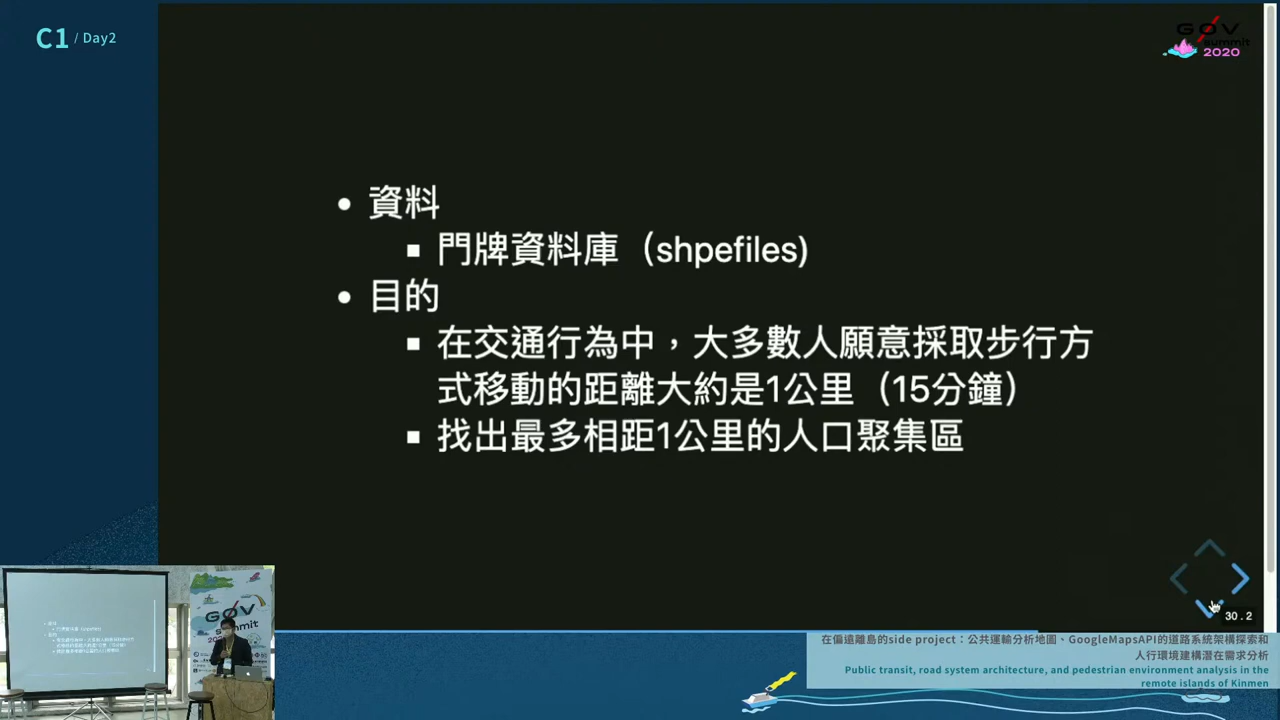 C1 / Day2
GØV
summit
2020
資料
門牌資料庫（shpefiles)
目的
在交通行為中，大多數人願意採取步行方
式移動的距離大約是1公里（15分鐘）
找出最多相距1公里的人口聚集區
30.2
GØV
summit
在偏遠離島的side project：公共運輸分析地圖、GoogleMapsAPI的道路系統架構探索和
人行環境建構潛在需求分析
Public transit, road system architecture, and pedestrian environment analysis in the
remote islands of Kinmen